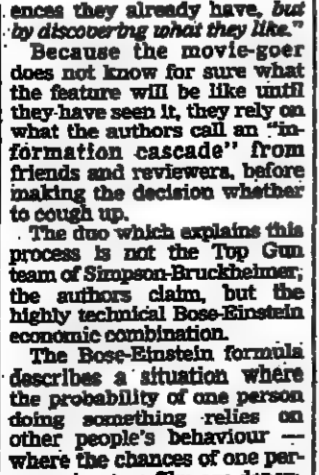 ences they already have, but
by discovering what they like."
Because the movie-goer
does not know for sure what
the feature will be like until
they have seen it, they rely on
what the authors call an "in-
formation cascade" from
friends and reviewers, before
making the decision whether
to cough up.
The duo which explains this
process is not the Top Gun
team of Simpson-Bruckheimer,
the authors claim, but the
highly technical Bose-Einstein
economic combination.
The Bose-Einstein formula
describes a situation where
the probability of one person
doing something relies on
other people's behaviour —
where the chances of one per-